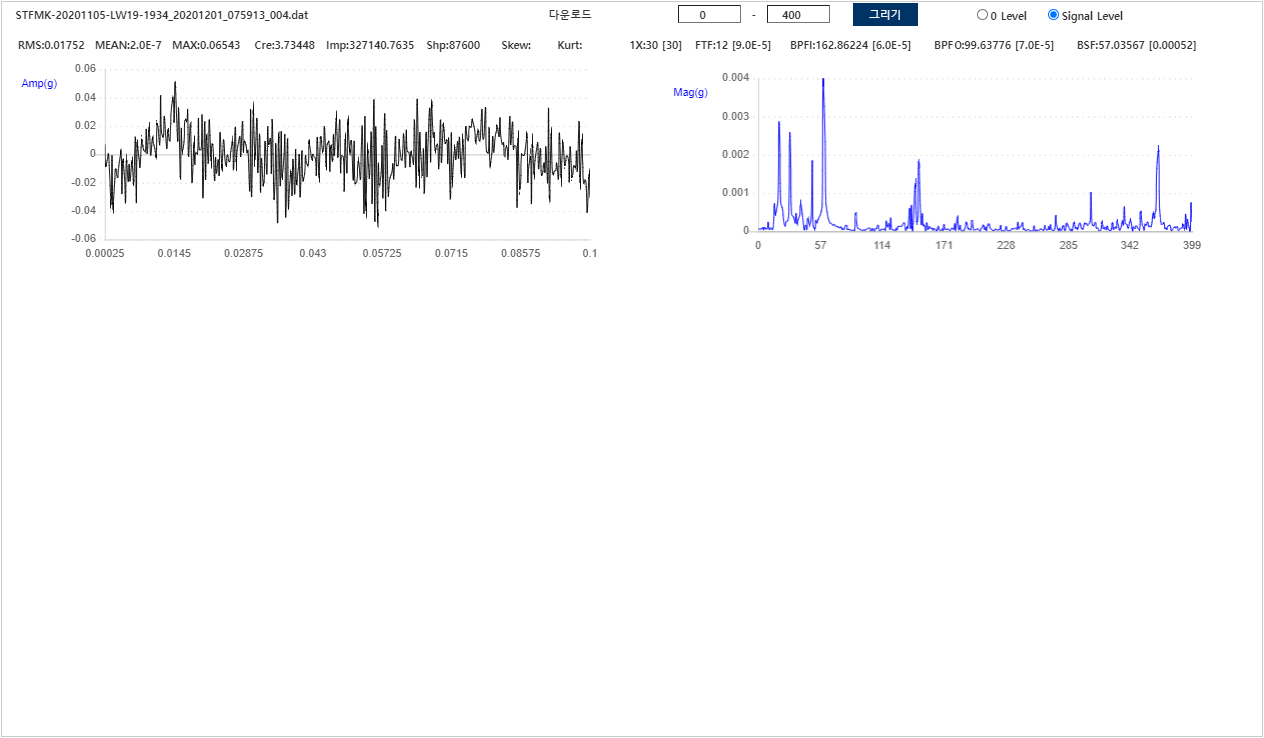 STFMK-20201105-LW19-1934_20201201_075913_004.dat 다운로드 0 - 400 그리기 0 Level Signal Level
RMS:0.01752 MEAN:2.0E-7 MAX:0.06543 Cre:3.73448 Imp:327140.7635 Shp:87600 Skew: Kurt: 1X:30 [30] FTF:12 [9.0E-5] BPFI:162.86224 [6.0E-5] BPFO:99.63776 [7.0E-5] BSF:57.03567 [0.00052]
Amp(g)
0.06
0.04
0.02
0
-0.02
-0.04
-0.06
0.00025 0.0145 0.02875 0.043 0.05725 0.0715 0.08575 0.1
Mag(g)
0.004
0.003
0.002
0.001
0
0 57 114 171 228 285 342 399